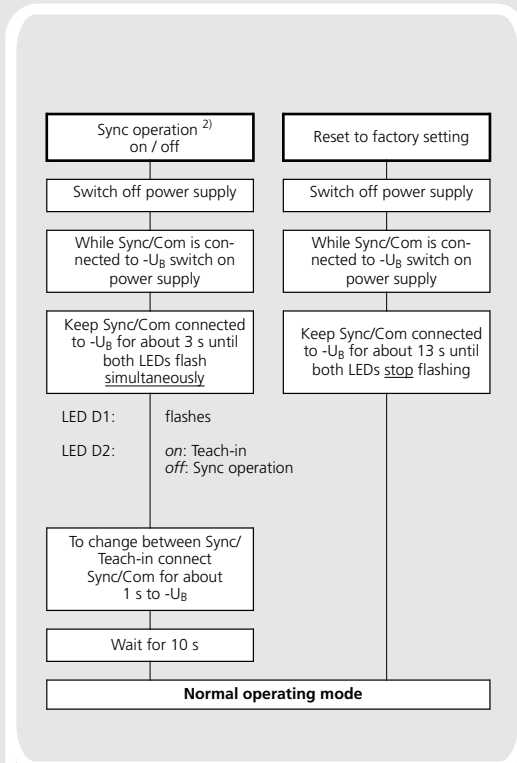 Sync operation 2)
on / off
Switch off power supply
While Sync/Com is con-
nected to -UB switch on
power supply
Keep Sync/Com connected
to -UB for about 3 s until
both LEDs flash
simultaneously
LED D1: flashes
LED D2: on: Teach-in
off: Sync operation
To change between Sync/
Teach-in connect
Sync/Com for about
1 s to -UB
Wait for 10 s
Reset to factory setting
Switch off power supply
While Sync/Com is con-
nected to -UB switch on
power supply
Keep Sync/Com connected
to -UB for about 13 s until
both LEDs stop flashing
Normal operating mode